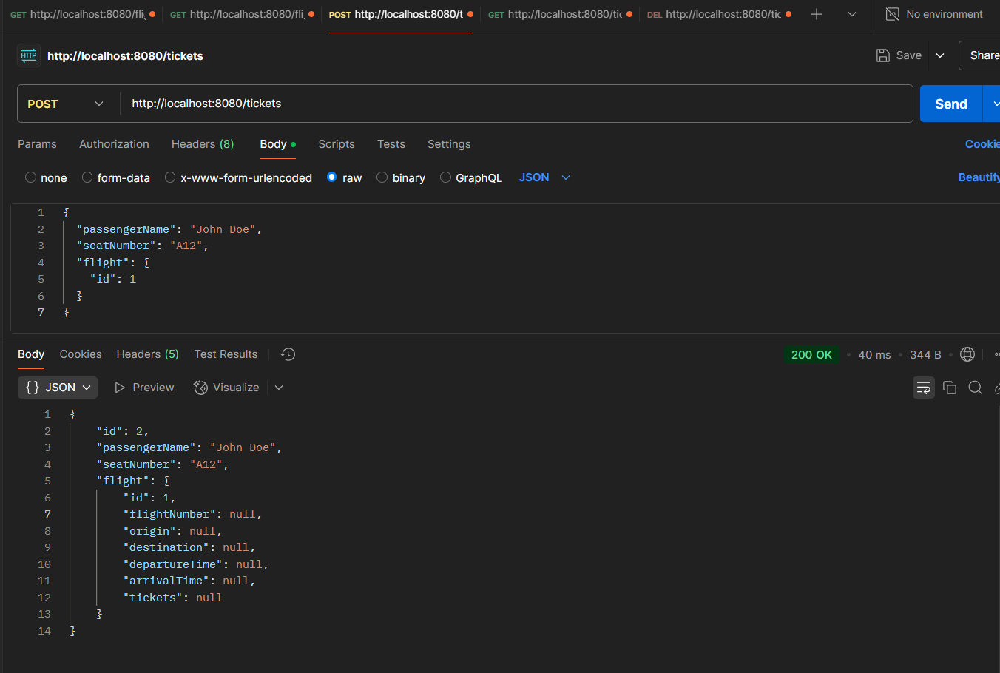 GET http://localhost:8080/fli GET http://localhost:8080/fli POST http://localhost:8080/t GET http://localhost:8080/tic DEL http://localhost:8080/tic No environment
HTTP http://localhost:8080/tickets Save Share
POST http://localhost:8080/tickets Send
Params Authorization Headers (8) Body Scripts Tests Settings Cookie
none form-data x-www-form-urlencoded raw binary GraphQL JSON Beautify
1 {
2 "passengerName": "John Doe",
3 "seatNumber": "A12",
4 "flight": {
5 "id": 1
6 }
7 }
Body Cookies Headers (5) Test Results 200 OK • 40 ms • 344 B •
{} JSON Preview Visualize
1 {
2 "id": 2,
3 "passengerName": "John Doe",
4 "seatNumber": "A12",
5 "flight": {
6 "id": 1,
7 "flightNumber": null,
8 "origin": null,
9 "destination": null,
10 "departureTime": null,
11 "arrivalTime": null,
12 "tickets": null
13 }
14 }